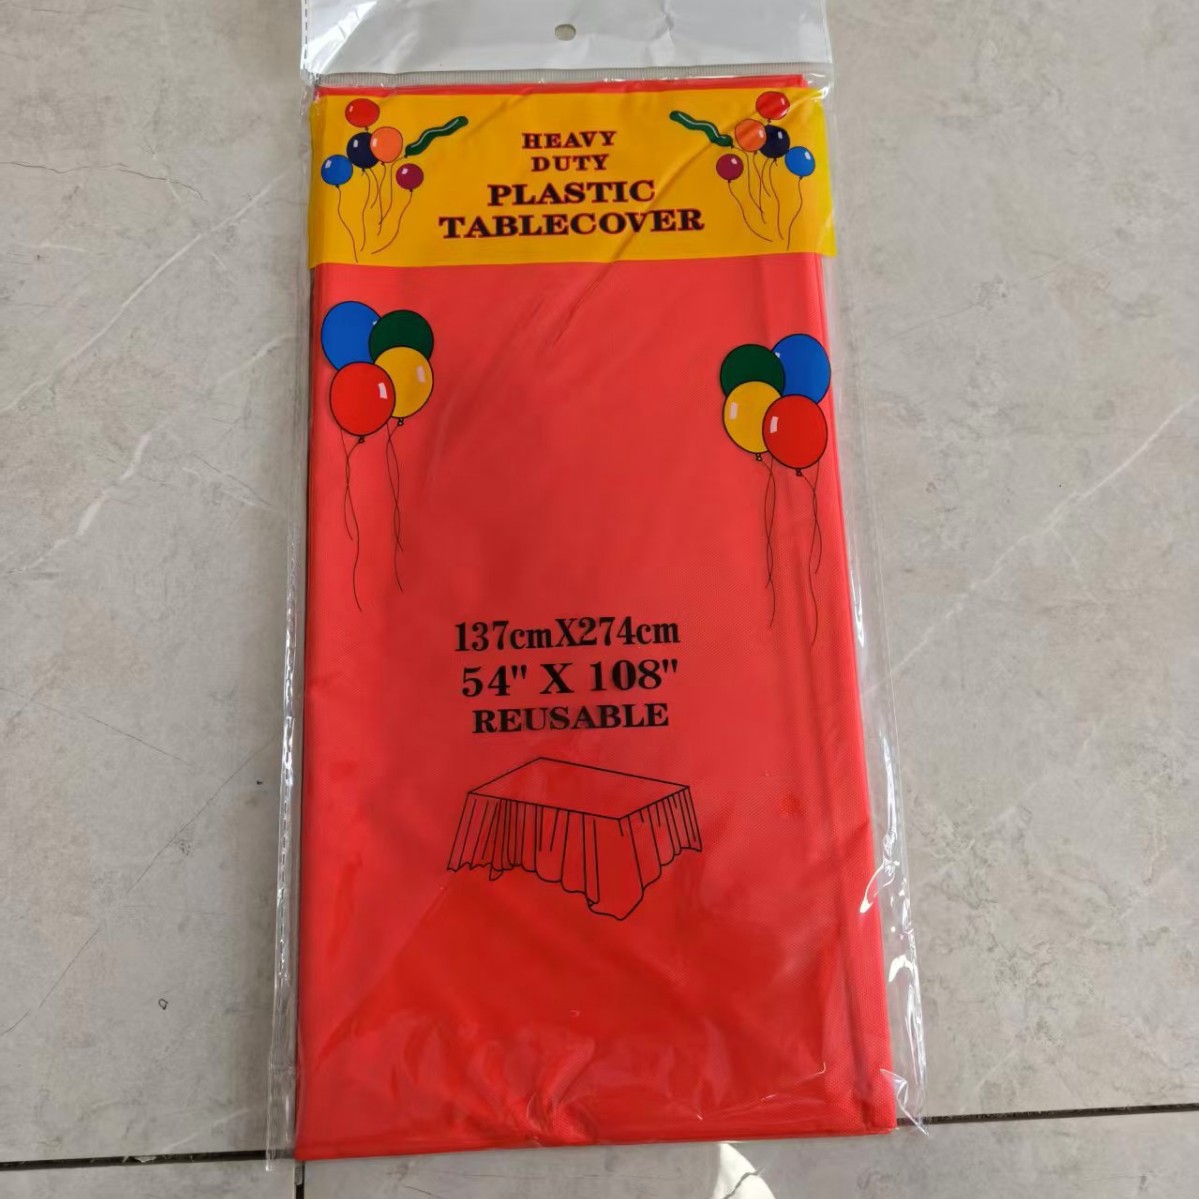 HEAVY
DUTY
PLASTIC
TABLECOVER
137cmX274cm
54" X 108"
REUSABLE